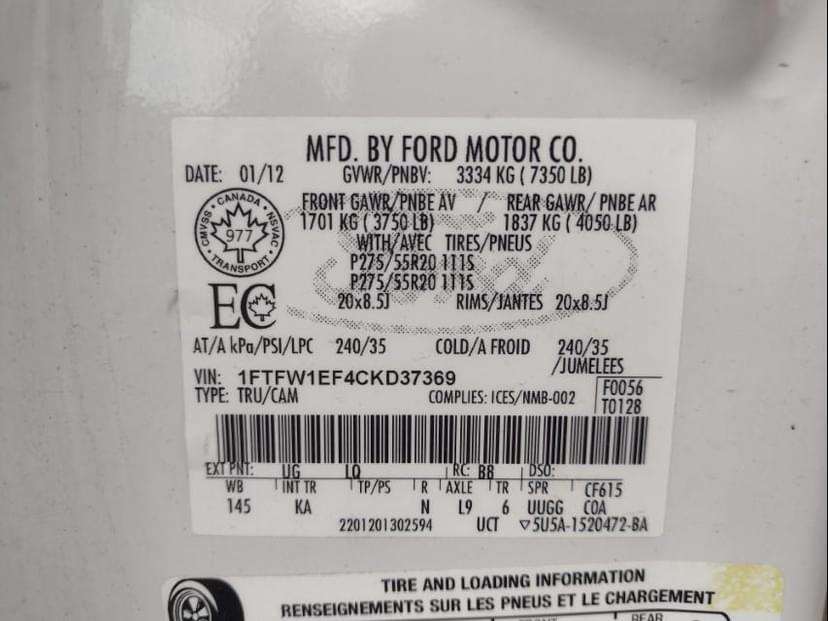 MFD. BY FORD MOTOR CO.
DATE: 01/12 GVWR/PNBV: 3334 KG ( 7350 LB)
FRONT GAWR/PNBE AV / REAR GAWR/ PNBE AR
1701 KG ( 3750 LB) 1837 KG ( 4050 LB)
WITH/AVEC TIRES/PNEUS
P275/55R20 111S
P275/55R20 111S
20x8.5J RIMS/JANTES 20x8.5J
CANADA
CMVSS NSVAC
977
TRANSPORT
EC
AT/A kPa/PSI/LPC 240/35 COLD/A FROID 240/35
/JUMELEES
VIN: 1FTFW1EF4CKD37369
TYPE: TRU/CAM COMPLIES: ICES/NMB-002
F0056
T0128
EXT PNT: UG LQ RC: B8 DSO:
WB INT TR TP/PS R AXLE TR SPR CF615
145 KA N L9 6 UUGG COA
2201201302594 UCT ▽5U5A-1520472-BA
TIRE AND LOADING INFORMATION
RENSEIGNEMENTS SUR LES PNEUS ET LE CHARGEMENT